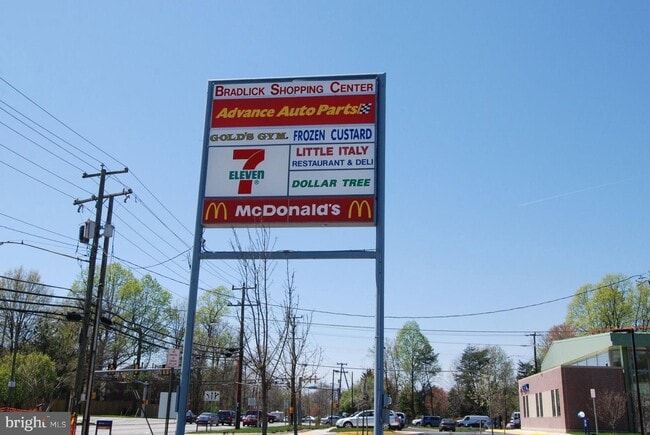 BRADLICK SHOPPING CENTER
Advance Auto Parts
GOLD'S GYM. FROZEN CUSTARD
7
ELEVEN
LITTLE ITALY
RESTAURANT & DELI
DOLLAR TREE
McDonald's
bright MLS